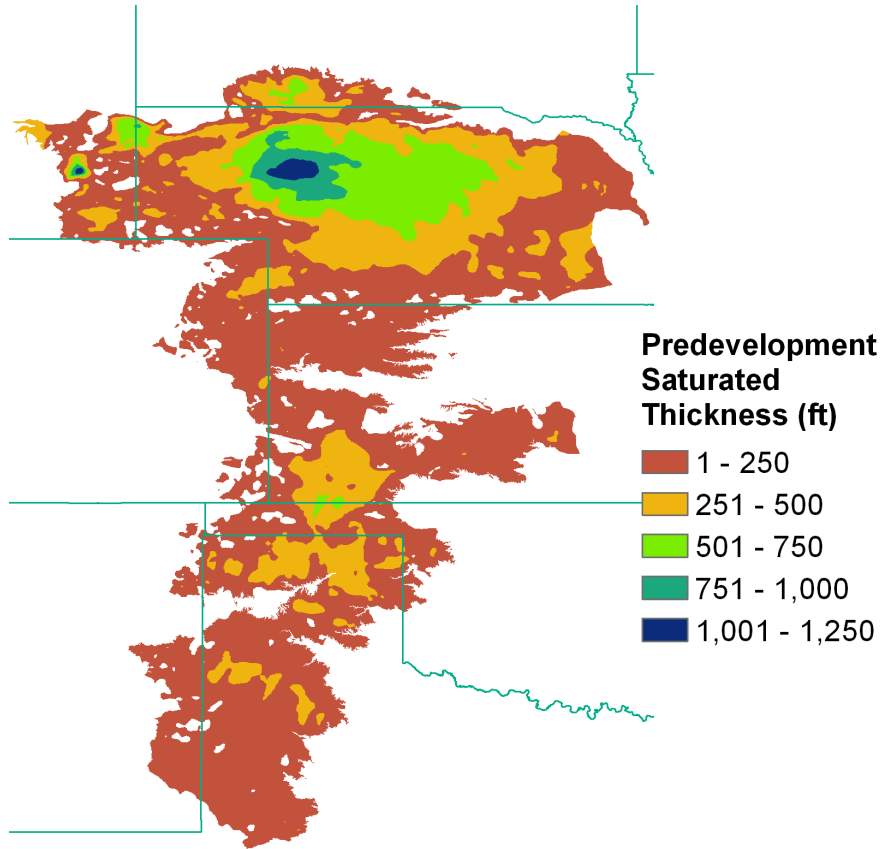 Predevelopment
Saturated
Thickness (ft)
1 - 250
251 - 500
501 - 750
751 - 1,000
1,001 - 1,250